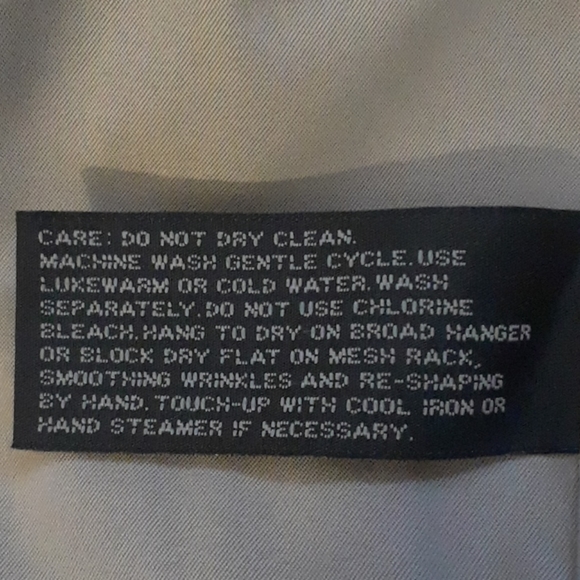 CARE: DO NOT DRY CLEAN.
MACHINE WASH GENTLE CYCLE.USE
LUKEWARM OR COLD WATER.WASH
SEPARATELY.DO NOT USE CHLORINE
BLEACH.HANG TO DRY ON BROAD HANGER
OR BLOCK DRY FLAT ON MESH RACK,
SMOOTHING WRINKLES AND RE-SHAPING
BY HAND.TOUCH-UP WITH COOL IRON OR
HAND STEAMER IF NECESSARY.